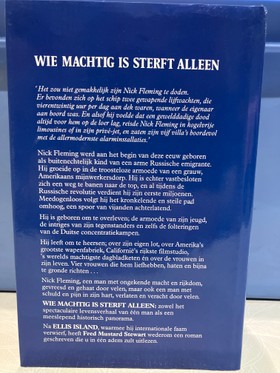 WIE MACHTIG IS STERFT ALLEEN
'Het zou niet gemakkelijk zijn Nick Fleming te doden.
Er bevonden zich op het schip twee gewapende lijfwachten, die
vierentwintig uur per dag aan dek waren, wanneer de eigenaar
aan boord was. En alsof hij voelde dat een gewelddadige dood
altijd voor hem op de loer lag, reisde Nick Fleming in kogelvrije
limousines of in zijn privé-jet, en zaten zijn vijf villa's boordevol
met de allermodernste alarminstallaties.'
Nick Fleming werd aan het begin van deze eeuw geboren
als buitenechtelijk kind van een arme Russische emigrante.
Hij groeide op in de troosteloze armoede van een grauw,
Amerikaans mijnwerkersdorp. Hij is echter vastbesloten
zich een weg te banen naar de top, en al tijdens de
Russische revolutie verdient hij zijn eerste miljoenen.
Meedogenloos volgt hij het kronkelende en steile pad
omhoog, een spoor van vijanden achterlatend.
Hij is geboren om te overleven; de armoede van zijn jeugd,
de intriges van zijn tegenstanders en zelfs de folteringen
van de Duitse concentratiekampen.
Hij leeft om te heersen; over zijn eigen lot, over Amerika's
grootste wapenfabriek, Californië's rijkste filmstudio,
's werelds machtigste dagbladketen én over de vrouwen in
zijn leven. Vier vrouwen die hem liefhebben, haten en bijna
te gronde richten . . .
Nick Fleming, een man met ongekende macht en rijkdom,
gevreesd en gehaat door velen, maar ook een man met
schuld en pijn in zijn hart, verlaten en veracht door velen.
WIE MACHTIG IS STERFT ALLEEN: zowel het
spectaculaire levensverhaal van één man als een
meeslepend historisch panorama.
Na ELLIS ISLAND, waarmee hij internationale faam
verwierf, heeft Fred Mustard Stewart wederom een roman
geschreven die u in één adem zult uitlezen.